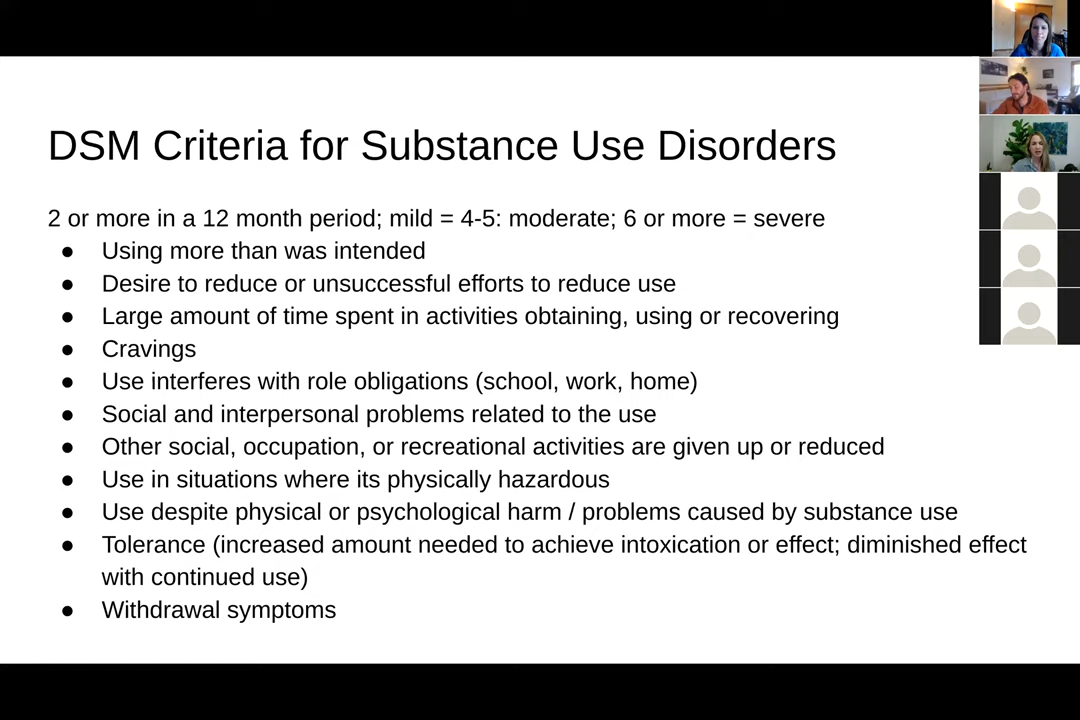 DSM Criteria for Substance Use Disorders
2 or more in a 12 month period; mild = 4-5: moderate; 6 or more = severe
● Using more than was intended
● Desire to reduce or unsuccessful efforts to reduce use
● Large amount of time spent in activities obtaining, using or recovering
● Cravings
● Use interferes with role obligations (school, work, home)
● Social and interpersonal problems related to the use
● Other social, occupation, or recreational activities are given up or reduced
● Use in situations where its physically hazardous
● Use despite physical or psychological harm / problems caused by substance use
● Tolerance (increased amount needed to achieve intoxication or effect; diminished effect
with continued use)
● Withdrawal symptoms